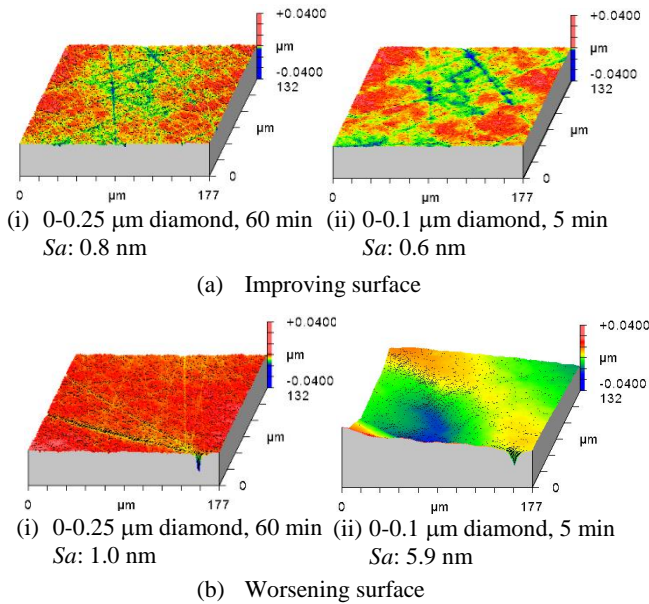 +0.0400
µm
-0.0400
132
µm
0
0
µm
177
+0.0400
µm
-0.0400
132
µm
0
0
µm
177
(i) 0-0.25 µm diamond, 60 min
Sa: 0.8 nm
(ii) 0-0.1 µm diamond, 5 min
Sa: 0.6 nm
(a) Improving surface
+0.0400
µm
-0.0400
132
µm
0
0
µm
177
+0.0400
µm
-0.0400
132
µm
0
0
µm
177
(i) 0-0.25 µm diamond, 60 min
Sa: 1.0 nm
(ii) 0-0.1 µm diamond, 5 min
Sa: 5.9 nm
(b) Worsening surface